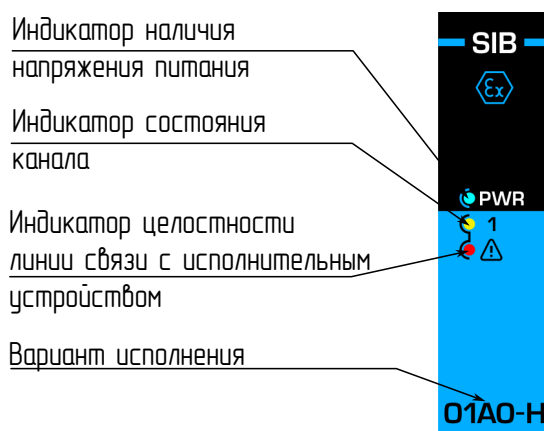 Индикатор наличия
напряжения питания
Индикатор состояния
канала
Индикатор целостности
линии связи с исполнительным
устройством
Вариант исполнения
SIB
Ex
PWR
1
01A0-H